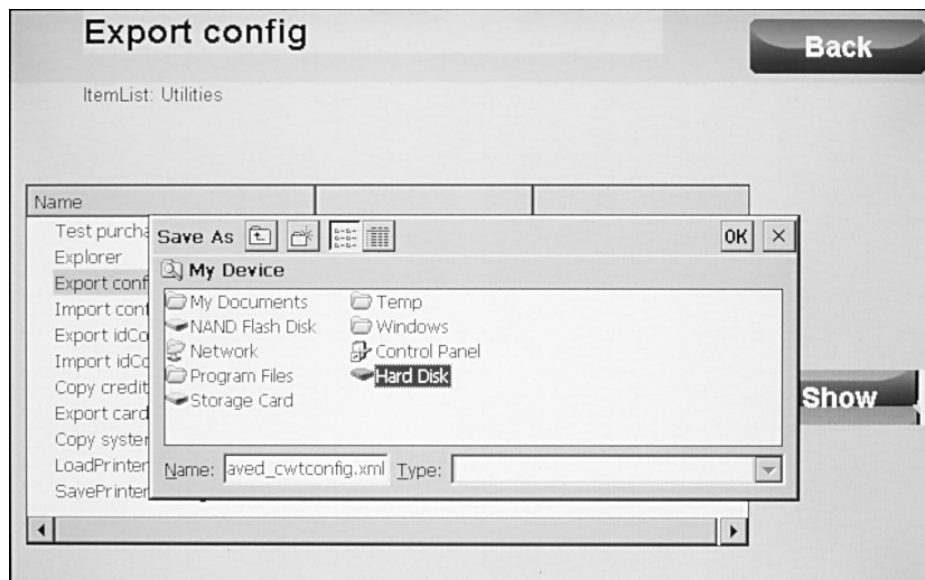 Export config
Back
ItemList: Utilities
Name
Test purcha
Explorer
Export conf
Import conf
Export idCo
Import idCo
Copy credit
Export card
Copy syster
LoadPrinter
SavePrinter
Save As
OK
My Device
My Documents
NAND Flash Disk
Network
Program Files
Storage Card
Temp
Windows
Control Panel
Hard Disk
Name: aved_cwtconfig.xml Type:
Show